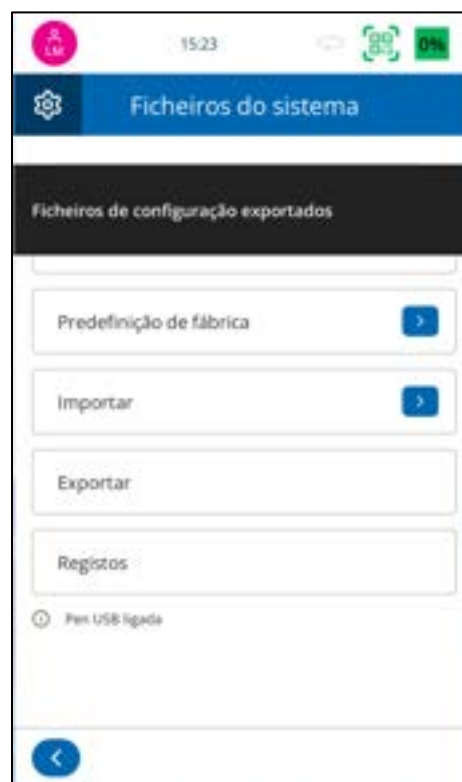 LM
15:23
0%
Ficheiros do sistema
Ficheiros de configuração exportados
Predefinição de fábrica
Importar
Exportar
Registos
Pen USB ligada